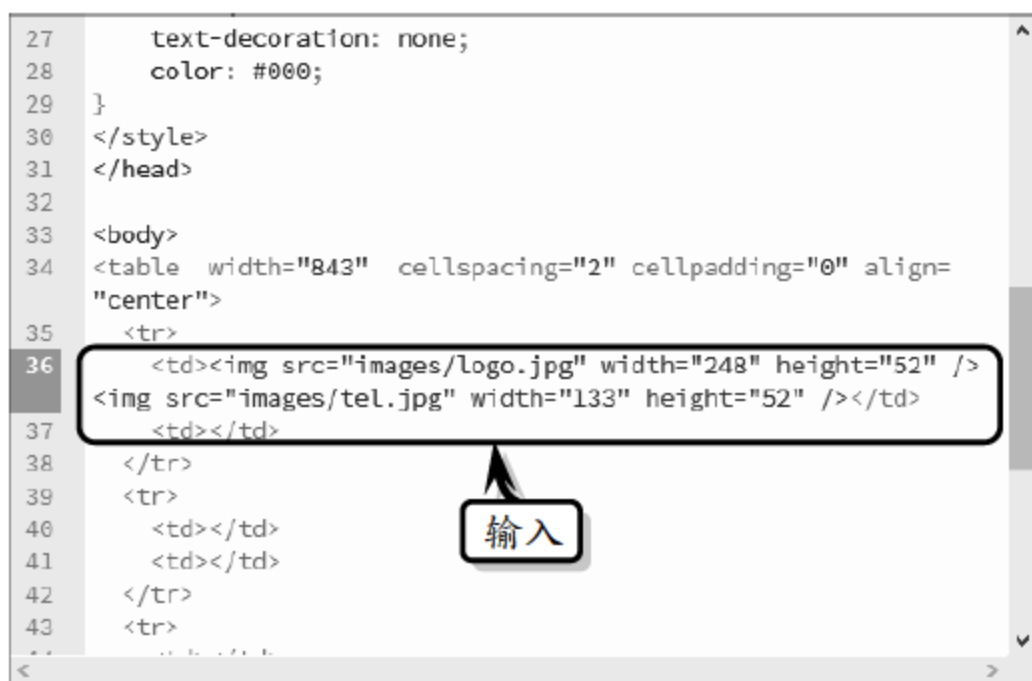 27 text-decoration: none;
28 color: #000;
29 }
30 </style>
31 </head>
32
33 <body>
34 <table width="843" cellspacing="2" cellpadding="0" align=
"center">
35 <tr>
36 <td><img src="images/logo.jpg" width="248" height="52" />
<img src="images/tel.jpg" width="133" height="52" /></td>
37 <td></td>
38 </tr>
39 <tr>
40 <td></td>
41 <td></td>
42 </tr>
43 <tr>
输入